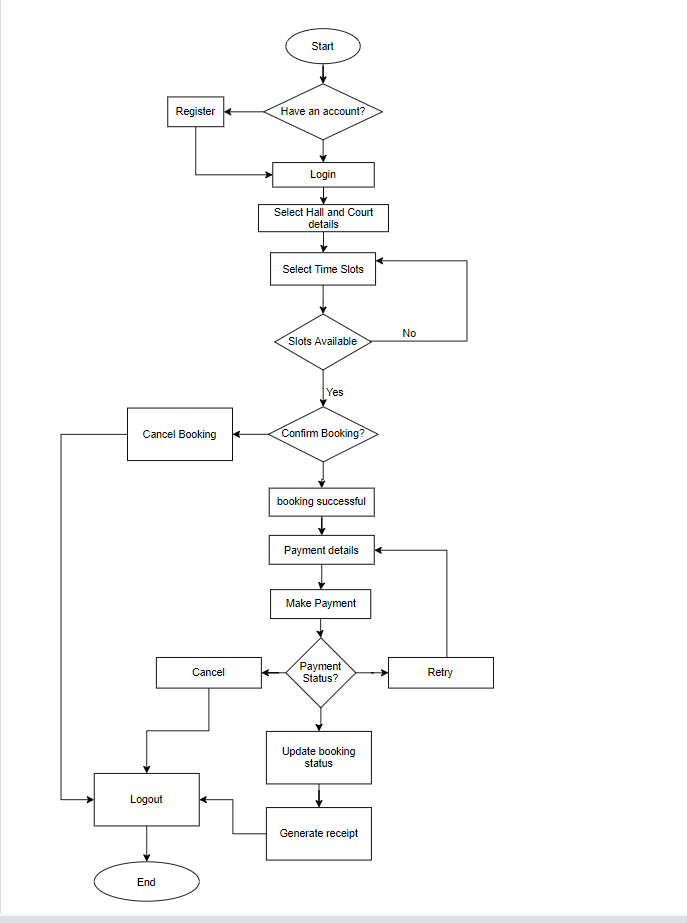 Start
Have an account?
Register
Login
Select Hall and Court
details
Select Time Slots
Slots Available
No
Yes
Cancel Booking
Confirm Booking?
booking successful
Payment details
Make Payment
Cancel
Payment
Status?
Retry
Update booking
status
Logout
Generate receipt
End